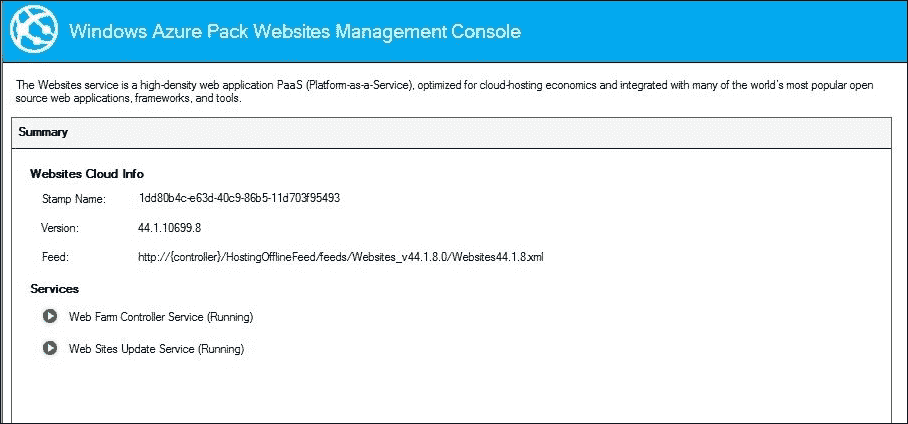 Windows Azure Pack Websites Management Console
The Websites service is a high-density web application PaaS (Platform-as-a-Service), optimized for cloud-hosting economics and integrated with many of the world's most popular open
source web applications, frameworks, and tools.
Summary
Websites Cloud Info
Stamp Name: 1dd80b4c-e63d-40c9-86b5-11d703f95493
Version: 44.1.10699.8
Feed: http://{controller}/HostingOfflineFeed/feeds/Websites_v44.1.8.0/Websites44.1.8.xml
Services
Web Farm Controller Service (Running)
Web Sites Update Service (Running)